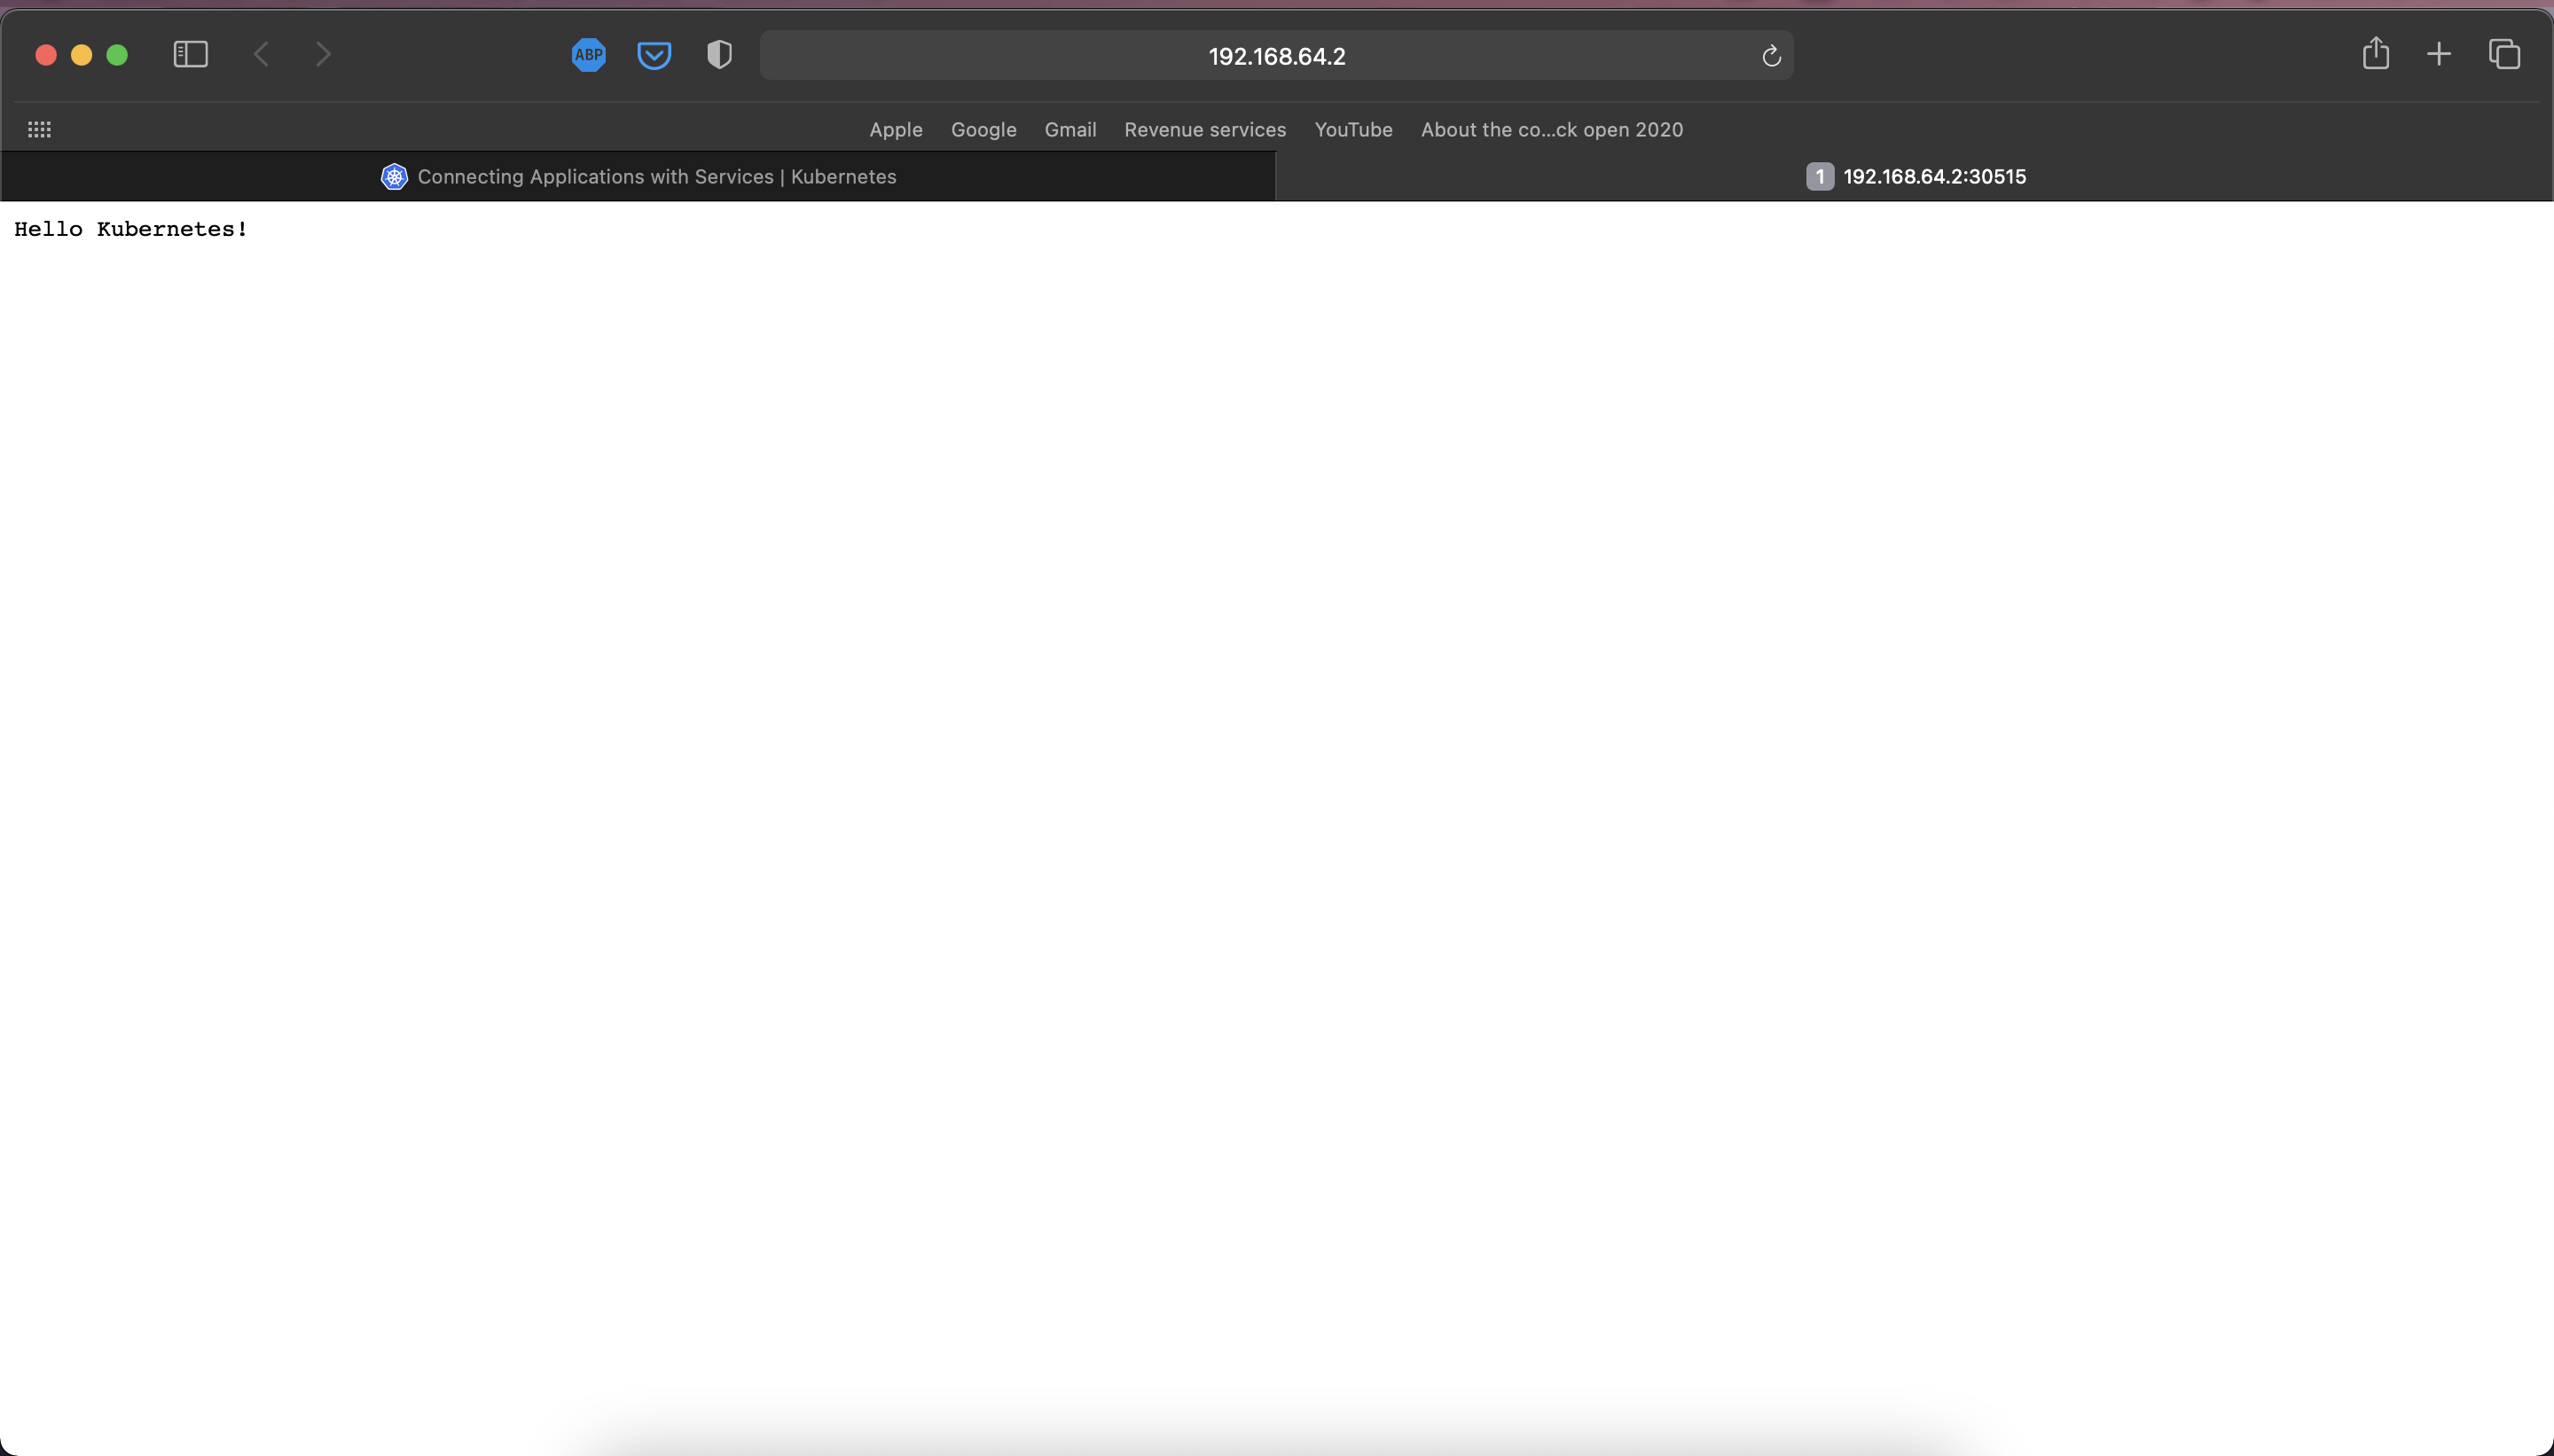 ABP
192.168.64.2
Apple Google Gmail Revenue services YouTube About the co...ck open 2020
Connecting Applications with Services | Kubernetes
1 192.168.64.2:30515
Hello Kubernetes!